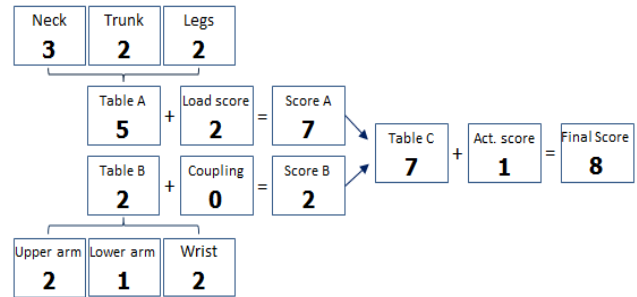 Neck Trunk Legs
3 2 2
Table A Load score Score A
5 + 2 = 7
Table C Act. score Final Score
7 + 1 = 8
Table B Coupling Score B
2 + 0 = 2
Upper arm Lower arm Wrist
2 1 2